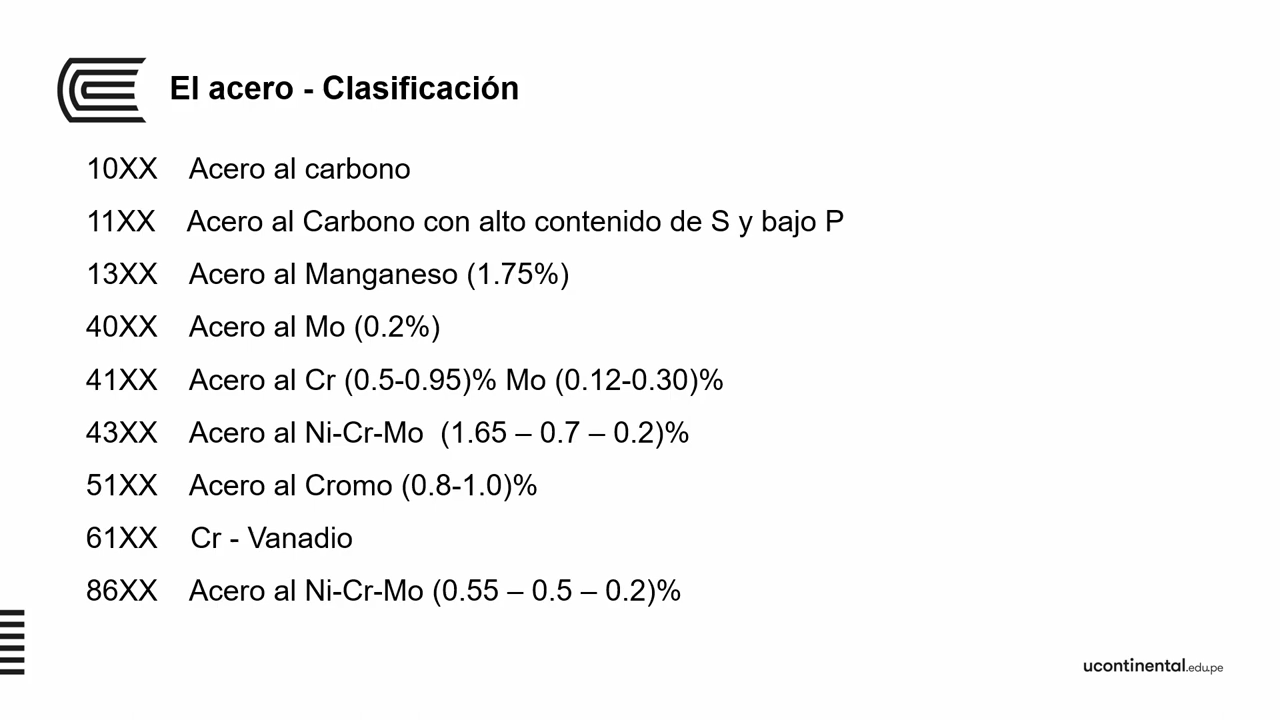 El acero - Clasificación
10XX Acero al carbono
11XX Acero al Carbono con alto contenido de S y bajo P
13XX Acero al Manganeso (1.75%)
40XX Acero al Mo (0.2%)
41XX Acero al Cr (0.5-0.95)% Mo (0.12-0.30)%
43XX Acero al Ni-Cr-Mo (1.65 – 0.7 – 0.2)%
51XX Acero al Cromo (0.8-1.0)%
61XX Cr - Vanadio
86XX Acero al Ni-Cr-Mo (0.55 – 0.5 – 0.2)%
ucontinental.edu.pe